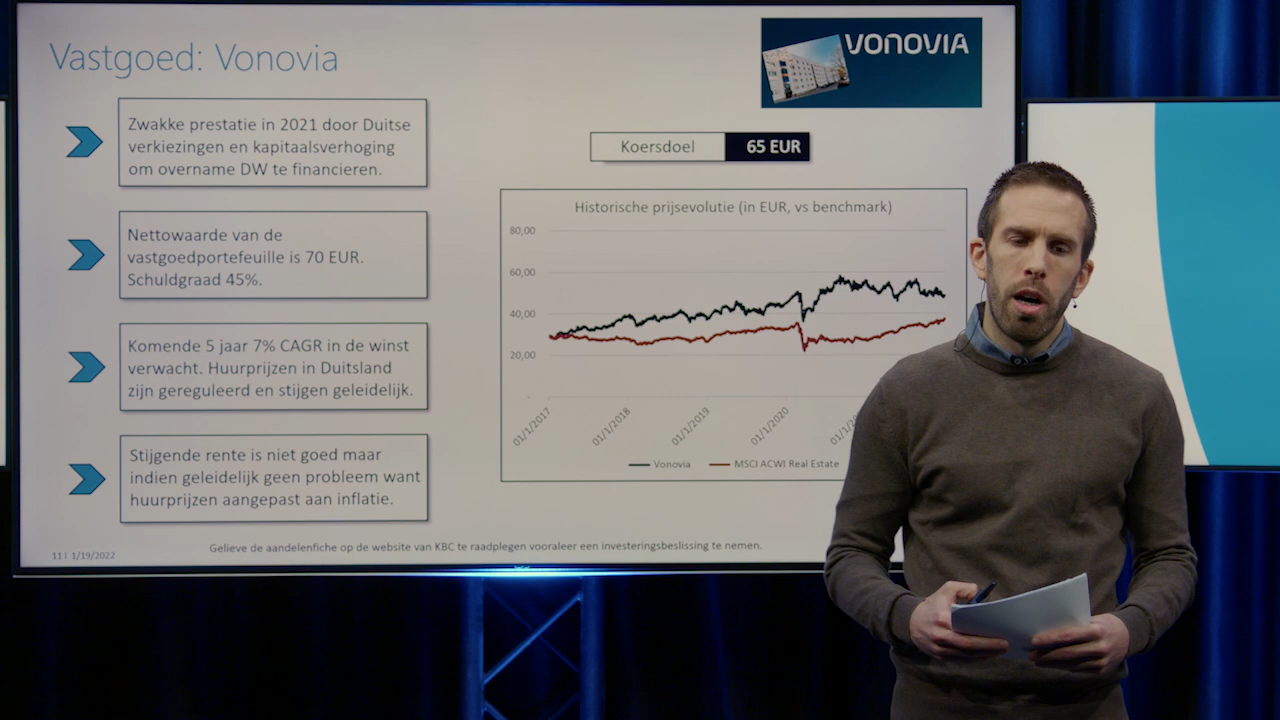 Vastgoed: Vonovia
VONOVIA
Zwakke prestatie in 2021 door Duitse
verkiezingen en kapitaalsverhoging
om overname DW te financieren.
Nettowaarde van de
vastgoedportefeuille is 70 EUR.
Schuldgraad 45%.
Komende 5 jaar 7% CAGR in de winst
verwacht. Huurprijzen in Duitsland
zijn gereguleerd en stijgen geleidelijk.
Stijgende rente is niet goed maar
indien geleidelijk geen probleem want
huurprijzen aangepast aan inflatie.
Koersdoel 65 EUR
Historische prijsevolutie (in EUR, vs benchmark)
80,00
60,00
40,00
20,00
-
01/1/2017 01/1/2018 01/1/2019 01/1/2020
Vonovia MSCI ACWI Real Estate
Gelieve de aandelenfiche op de website van KBC te raadplegen vooraleer een investeringsbeslissing te nemen.
11 | 1/19/2022